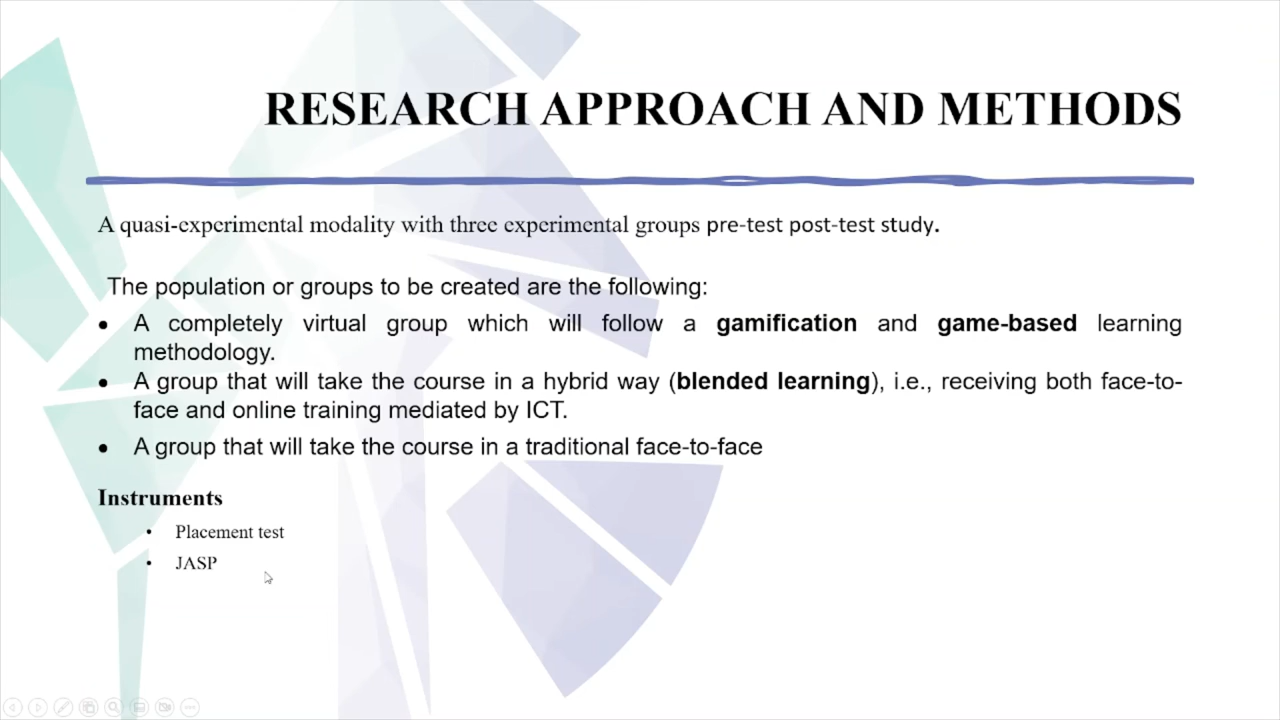 RESEARCH APPROACH AND METHODS
A quasi-experimental modality with three experimental groups pre-test post-test study.
The population or groups to be created are the following:
• A completely virtual group which will follow a gamification and game-based learning
methodology.
• A group that will take the course in a hybrid way (blended learning), i.e., receiving both face-to-
face and online training mediated by ICT.
• A group that will take the course in a traditional face-to-face
Instruments
• Placement test
• JASP